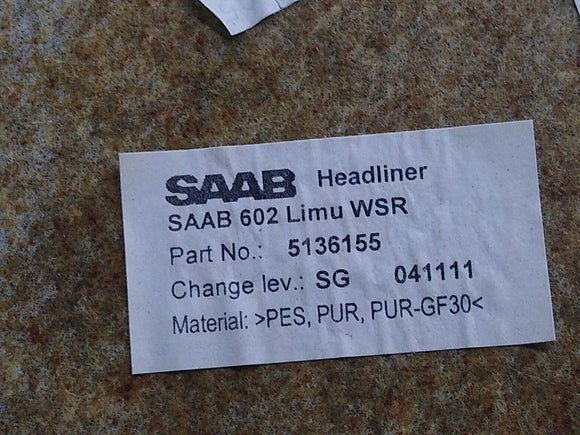 SAAB Headliner
SAAB 602 Limu WSR
Part No.: 5136155
Change lev.: SG 041111
Material: >PES, PUR, PUR-GF30<